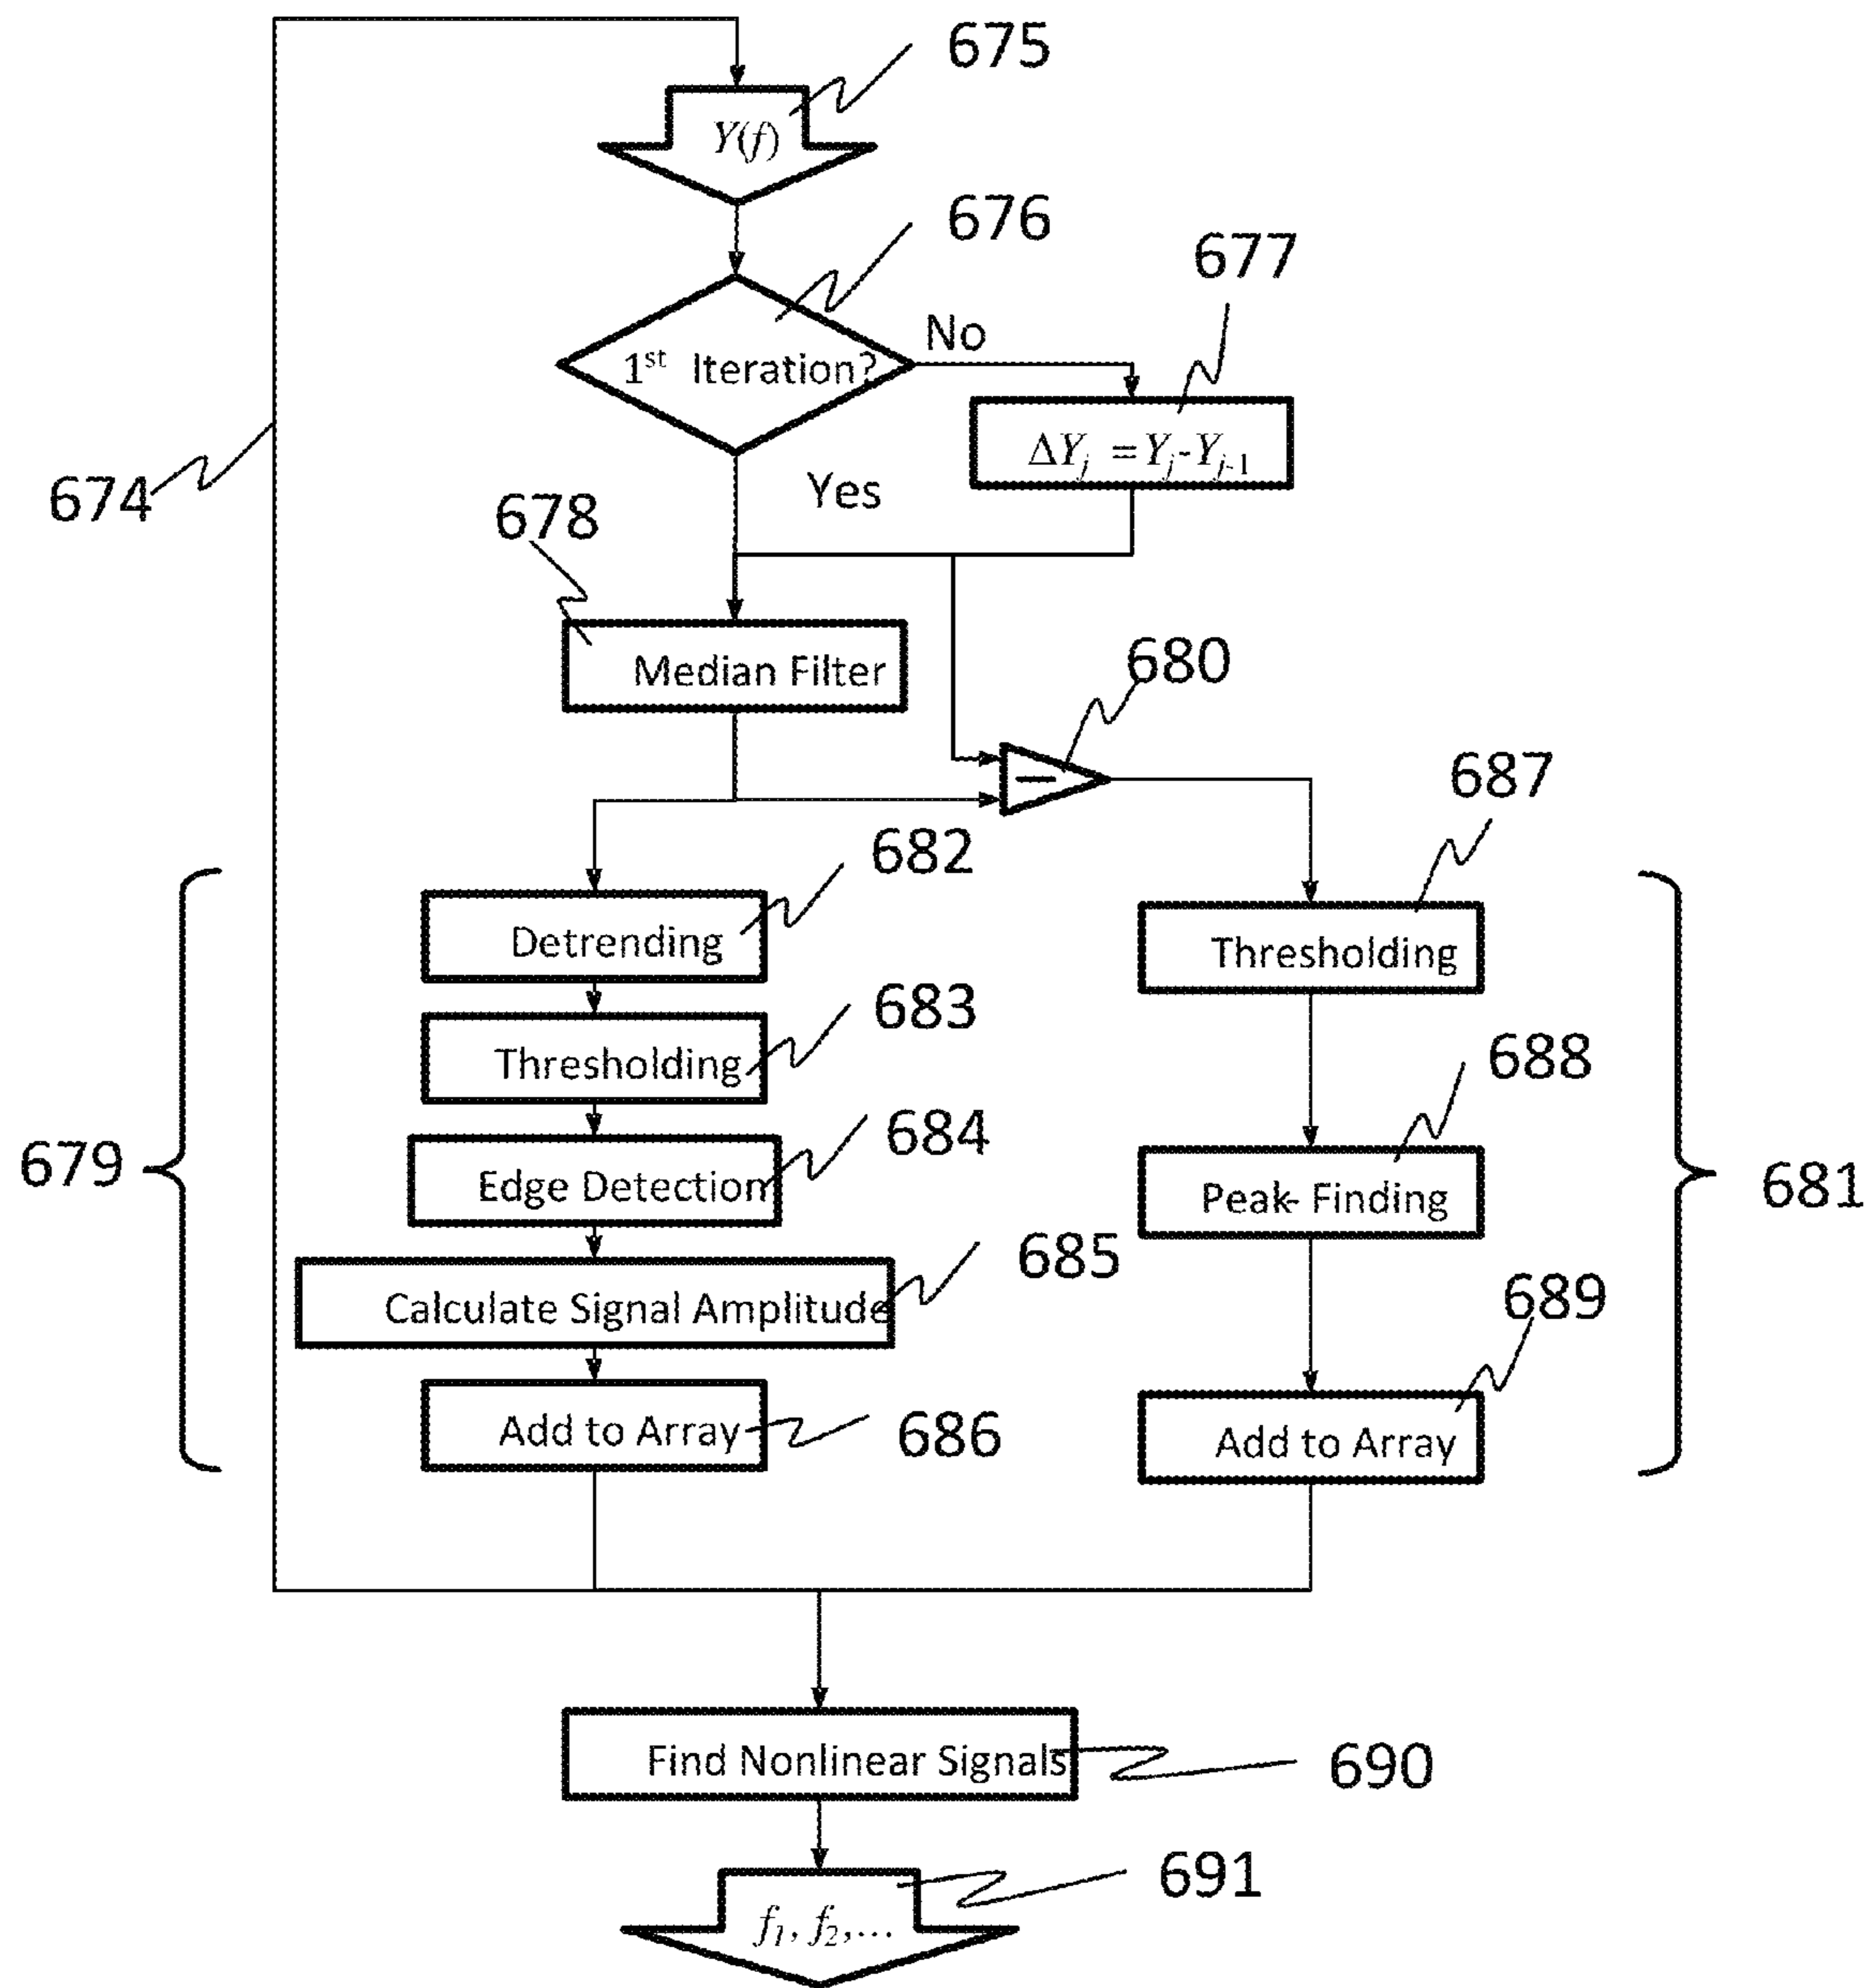 675
Y(f)
676
677
1st Iteration?
No
ΔYj = Yj-Yj-1
674
Yes
678
Median Filter
680
687
682
Detrending
Thresholding
683
Thresholding
688
684
679
Edge Detection
Peak- Finding
681
685
Calculate Signal Amplitude
689
Add to Array
686
Add to Array
Find Nonlinear Signals
690
691
f1, f2,...